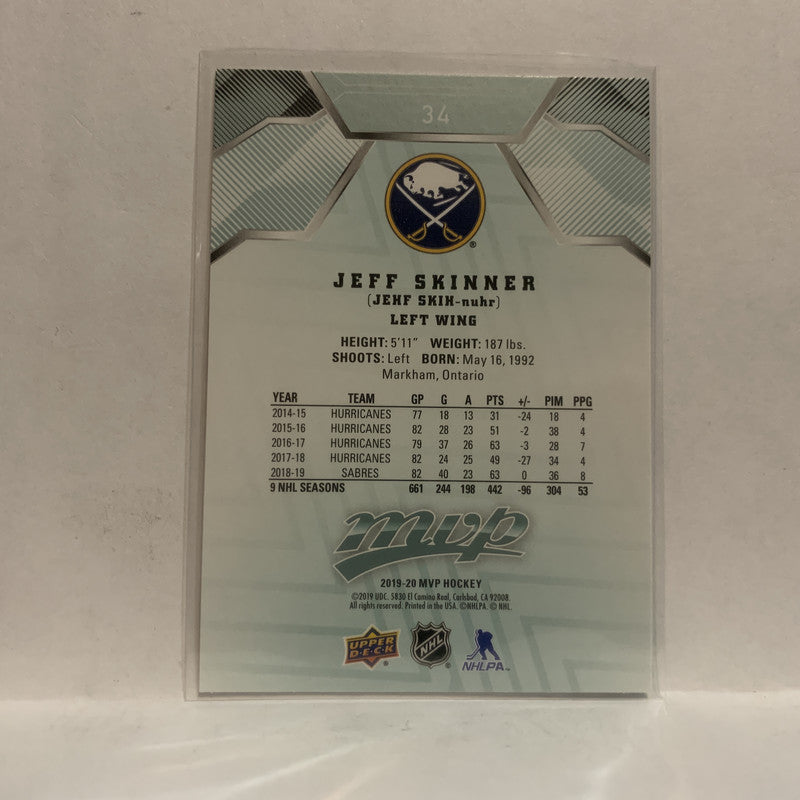 34
®
JEFF SKINNER
(JEHF SKIH-nuhr)
LEFT WING
HEIGHT: 5'11" WEIGHT: 187 lbs.
SHOOTS: Left BORN: May 16, 1992
Markham, Ontario
YEAR TEAM GP G A PTS +/- PIM PPG
2014-15 HURRICANES 77 18 13 31 -24 18 4
2015-16 HURRICANES 82 28 23 51 -2 38 4
2016-17 HURRICANES 79 37 26 63 -3 28 7
2017-18 HURRICANES 82 24 25 49 -27 34 4
2018-19 SABRES 82 40 23 63 0 36 8
9 NHL SEASONS 661 244 198 442 -96 304 53
mvp
2019-20 MVP HOCKEY
©2019 UDC. 5830 El Camino Real, Carlsbad, CA 92008.
All rights reserved. Printed in the USA. ©NHLPA. © NHL.
UPPER DECK ® NHL ® NHLPA™